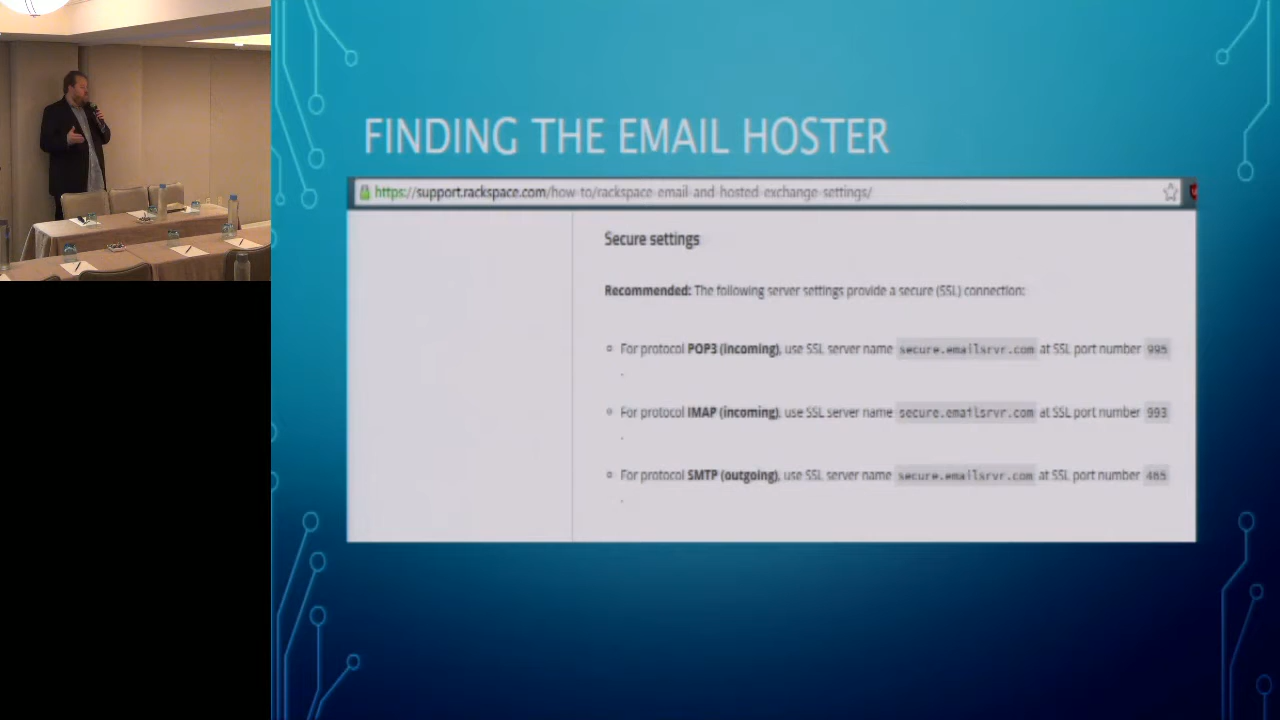 FINDING THE EMAIL HOSTER
https://support.rackspace.com/how-to/rackspace-email-and-hosted-exchange-settings/
Secure settings
Recommended: The following server settings provide a secure (SSL) connection:
For protocol POP3 (incoming), use SSL server name secure.emailsrvr.com at SSL port number 995
.
For protocol IMAP (incoming), use SSL server name secure.emailsrvr.com at SSL port number 993
.
For protocol SMTP (outgoing), use SSL server name secure.emailsrvr.com at SSL port number 465
.